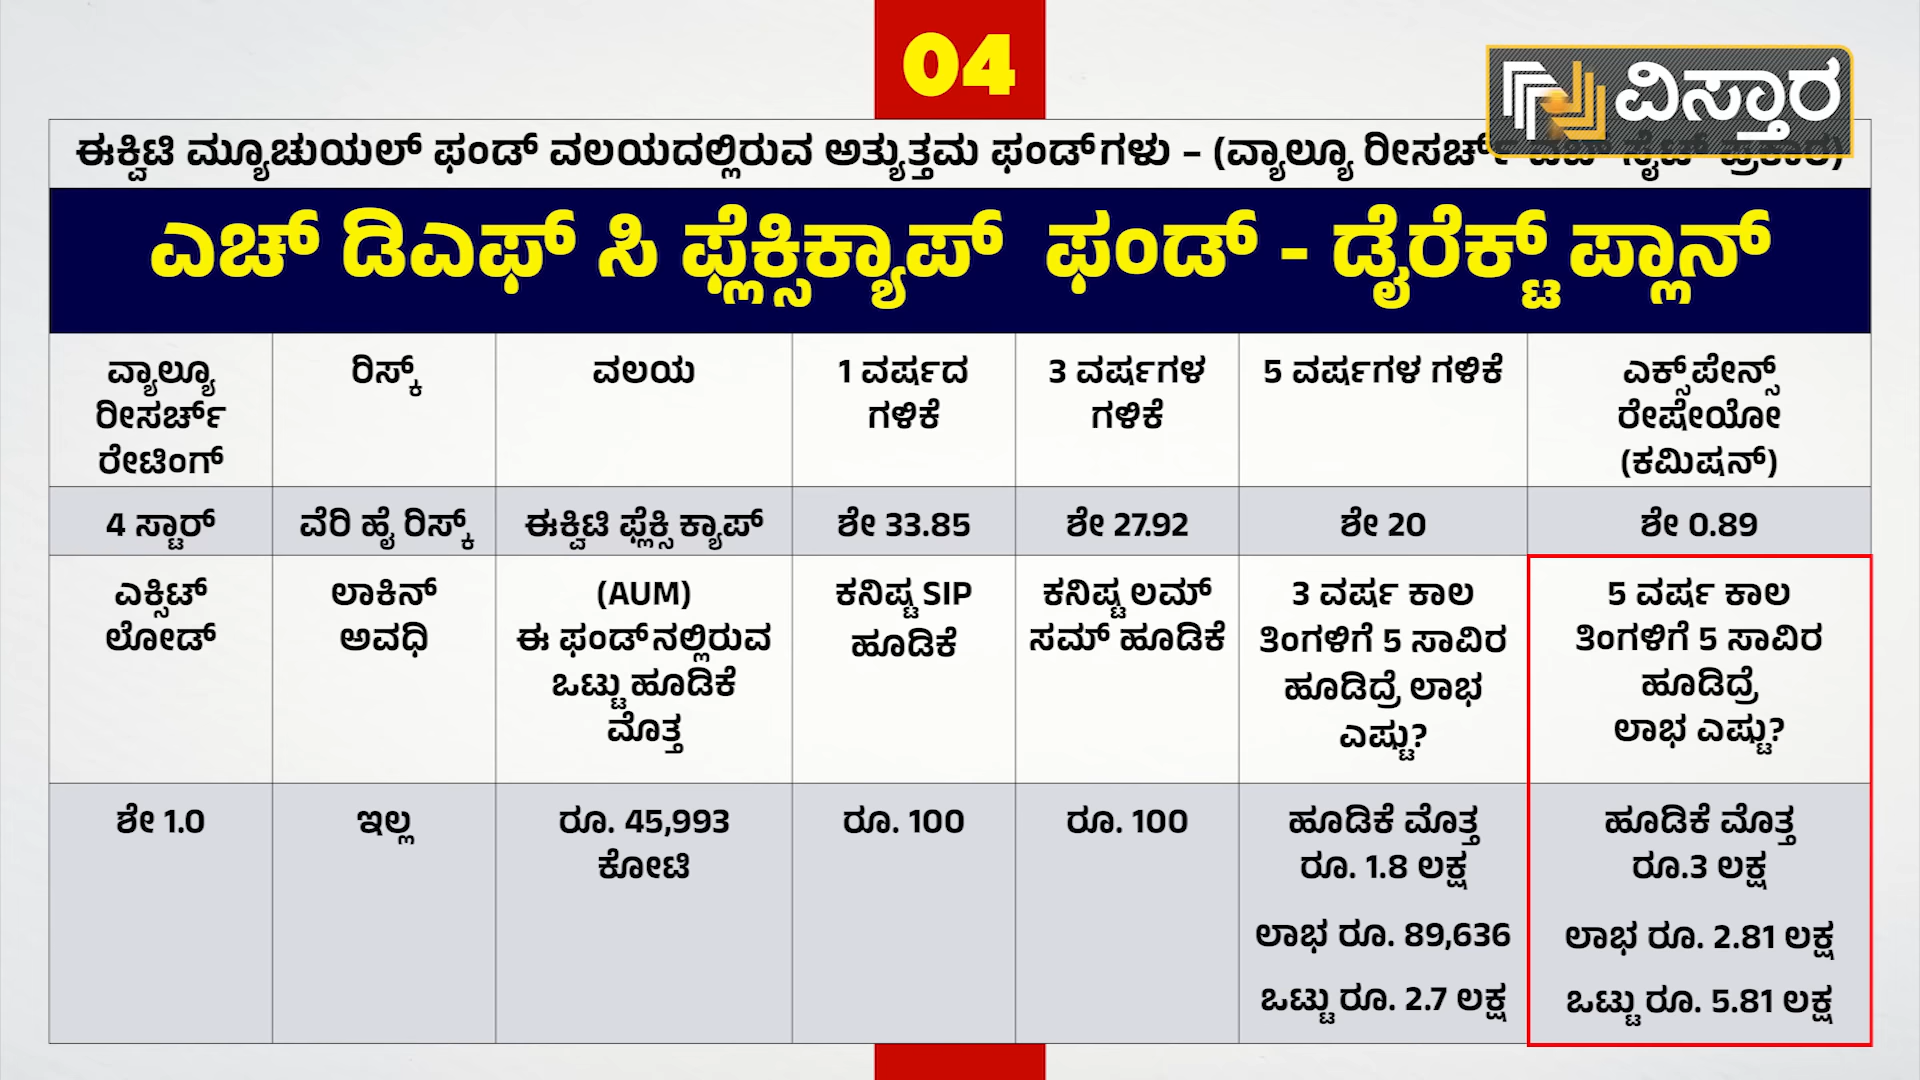 04
ವಿಸ್ತಾರ
ಈಕ್ವಿಟಿ ಮ್ಯೂಚುಯಲ್ ಫಂಡ್ ವಲಯದಲ್ಲಿರುವ ಅತ್ಯುತ್ತಮ ಫಂಡ್‌ಗಳು – (ವ್ಯಾಲ್ಯೂ ರೀಸರ್ಚ್
ಎಚ್ ಡಿಎಫ್ ಸಿ ಫ್ಲೆಕ್ಸಿಕ್ಯಾಪ್ ಫಂಡ್ - ಡೈರೆಕ್ಟ್ ಪ್ಲಾನ್
ವ್ಯಾಲ್ಯೂ
ರೀಸರ್ಚ್
ರೇಟಿಂಗ್
ರಿಸ್ಕ್
ವಲಯ
1 ವರ್ಷದ
ಗಳಿಕೆ
3 ವರ್ಷಗಳ
ಗಳಿಕೆ
5 ವರ್ಷಗಳ ಗಳಿಕೆ
ಎಕ್ಸ್‌ಪೇನ್ಸ್
ರೇಷೇಯೋ
(ಕಮಿಷನ್)
4 ಸ್ಟಾರ್
ವೆರಿ ಹೈ ರಿಸ್ಕ್
ಈಕ್ವಿಟಿ ಫ್ಲೆಕ್ಸಿ ಕ್ಯಾಪ್
ಶೇ 33.85
ಶೇ 27.92
ಶೇ 20
ಶೇ 0.89
ಎಕ್ಸಿಟ್
ಲೋಡ್
ಲಾಕಿನ್
ಅವಧಿ
(AUM)
ಈ ಫಂಡ್‌ನಲ್ಲಿರುವ
ಒಟ್ಟು ಹೂಡಿಕೆ
ಮೊತ್ತ
ಕನಿಷ್ಟ SIP
ಹೂಡಿಕೆ
ಕನಿಷ್ಟ ಲಮ್
ಸಮ್ ಹೂಡಿಕೆ
3 ವರ್ಷ ಕಾಲ
ತಿಂಗಳಿಗೆ 5 ಸಾವಿರ
ಹೂಡಿದ್ರೆ ಲಾಭ
ಎಷ್ಟು?
5 ವರ್ಷ ಕಾಲ
ತಿಂಗಳಿಗೆ 5 ಸಾವಿರ
ಹೂಡಿದ್ರೆ
ಲಾಭ ಎಷ್ಟು?
ಶೇ 1.0
ಇಲ್ಲ
ರೂ. 45,993
ಕೋಟಿ
ರೂ. 100
ರೂ. 100
ಹೂಡಿಕೆ ಮೊತ್ತ
ರೂ. 1.8 ಲಕ್ಷ
ಲಾಭ ರೂ. 89,636
ಒಟ್ಟು ರೂ. 2.7 ಲಕ್ಷ
ಹೂಡಿಕೆ ಮೊತ್ತ
ರೂ.3 ಲಕ್ಷ
ಲಾಭ ರೂ. 2.81 ಲಕ್ಷ
ಒಟ್ಟು ರೂ. 5.81 ಲಕ್ಷ